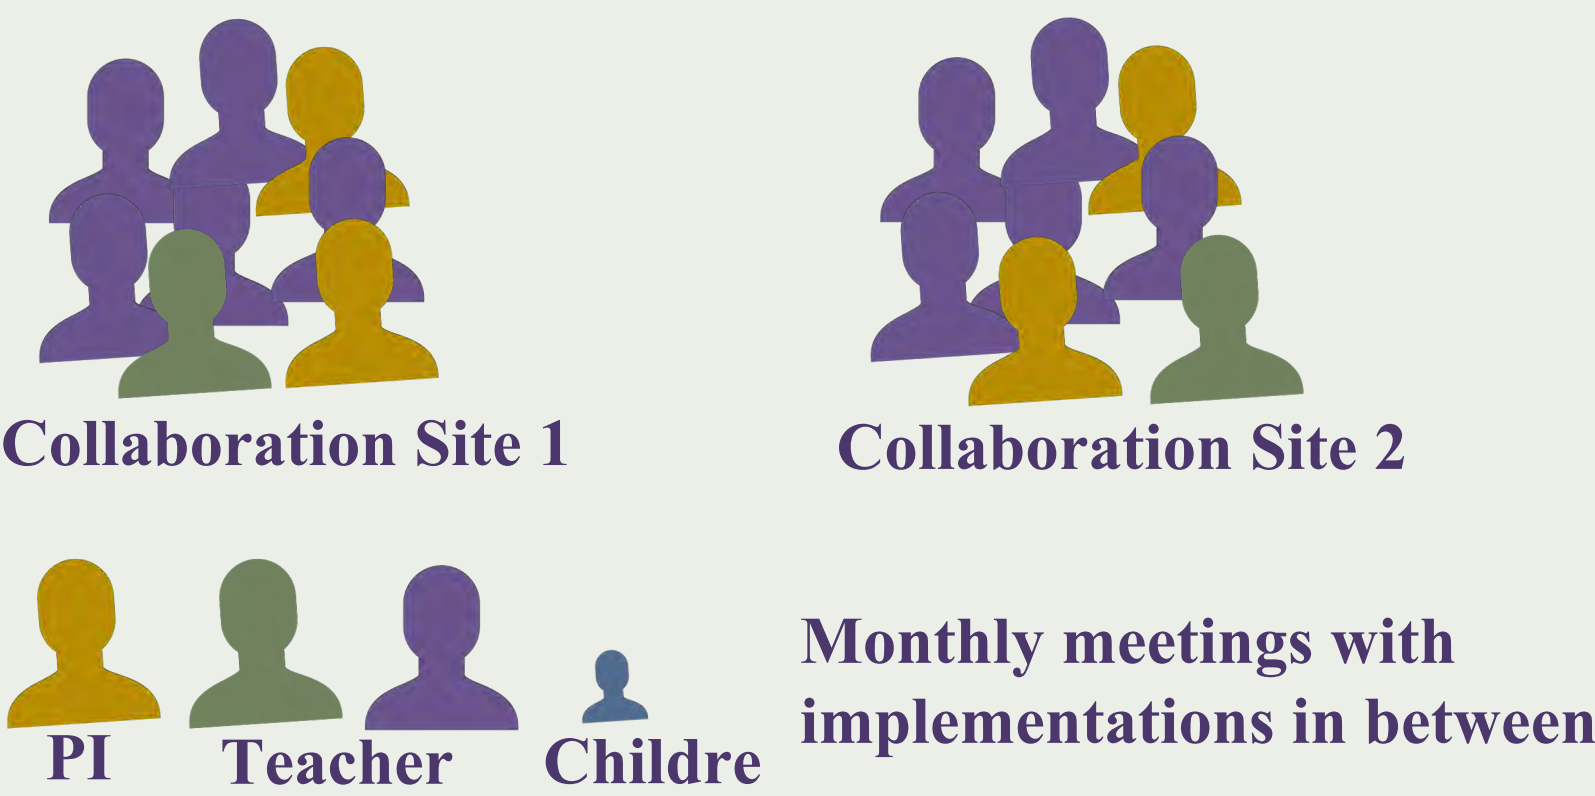 Collaboration Site 1
Collaboration Site 2
PI
Teacher
Childre
Monthly meetings with
implementations in between